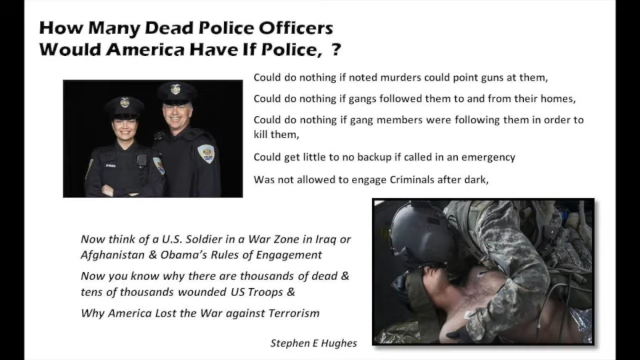 How Many Dead Police Officers
Would America Have If Police, ?
Could do nothing if noted murders could point guns at them,
Could do nothing if gangs followed them to and from their homes,
Could do nothing if gang members were following them in order to
kill them,
Could get little to no backup if called in an emergency
Was not allowed to engage Criminals after dark,
Now think of a U.S. Soldier in a War Zone in Iraq or
Afghanistan & Obama's Rules of Engagement
Now you know why there are thousands of dead &
tens of thousands wounded US Troops &
Why America Lost the War against Terrorism
Stephen E Hughes